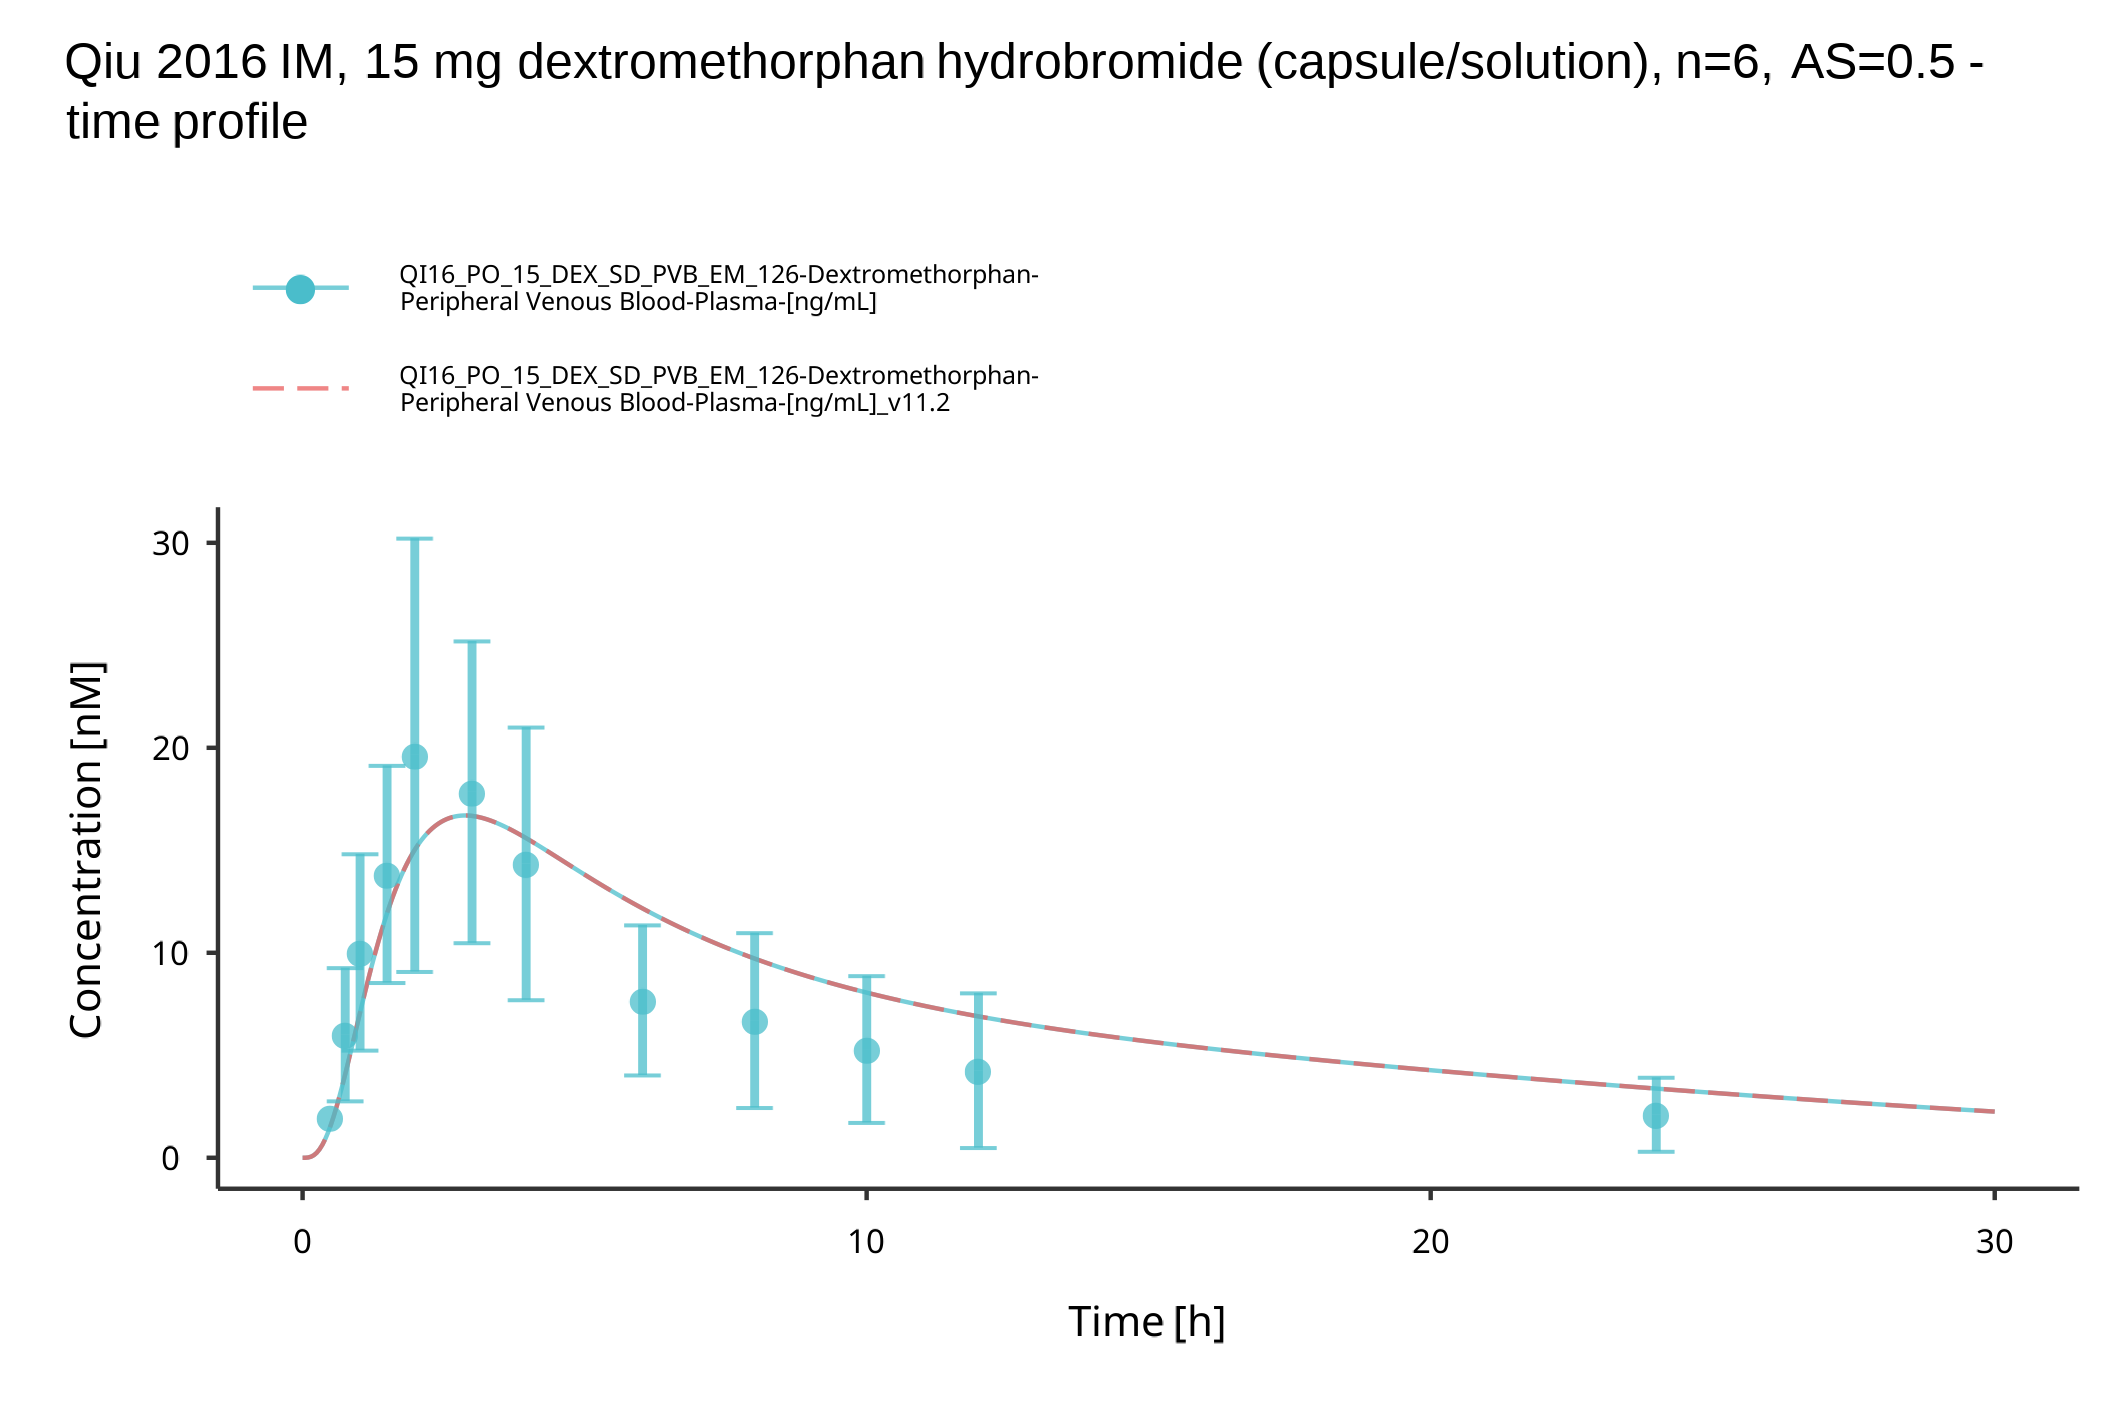 Qiu 2016 IM, 15 mg dextromethorphan hydrobromide (capsule/solution), n=6, AS=0.5 -
time profile
QI16_PO_15_DEX_SD_PVB_EM_126-Dextromethorphan-
Peripheral Venous Blood-Plasma-[ng/mL]
QI16_PO_15_DEX_SD_PVB_EM_126-Dextromethorphan-
Peripheral Venous Blood-Plasma-[ng/mL]_v11.2
Concentration [nM]
30
20
10
0
0 10 20 30
Time [h]